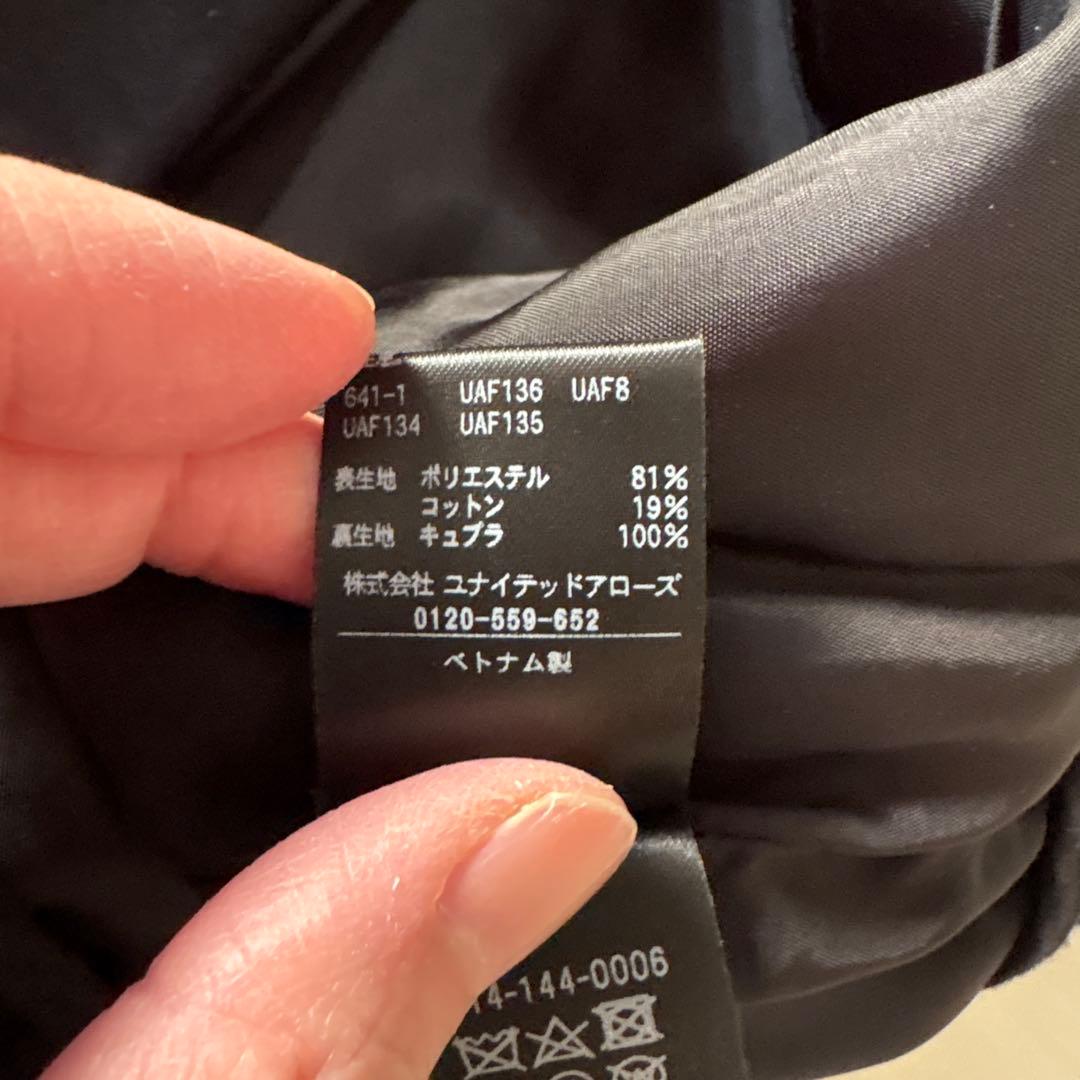 641-1 UAF136 UAF8
UAF134 UAF135
表生地 ポリエステル 81%
コットン 19%
裏生地 キュプラ 100%
株式会社 ユナイテッドアローズ
0120-559-652
ベトナム製
14-144-0006